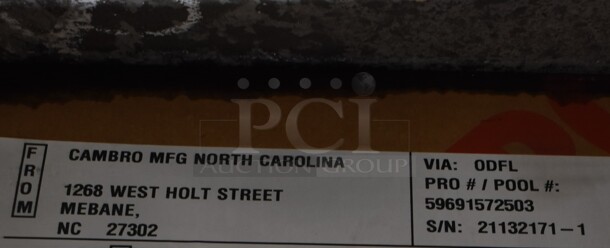 PCI
AUCTION GROUP
FROM
CAMBRO MFG NORTH CAROLINA
1268 WEST HOLT STREET
MEBANE,
NC 27302
VIA: ODFL
PRO # / POOL #:
59691572503
S/N: 21132171-1